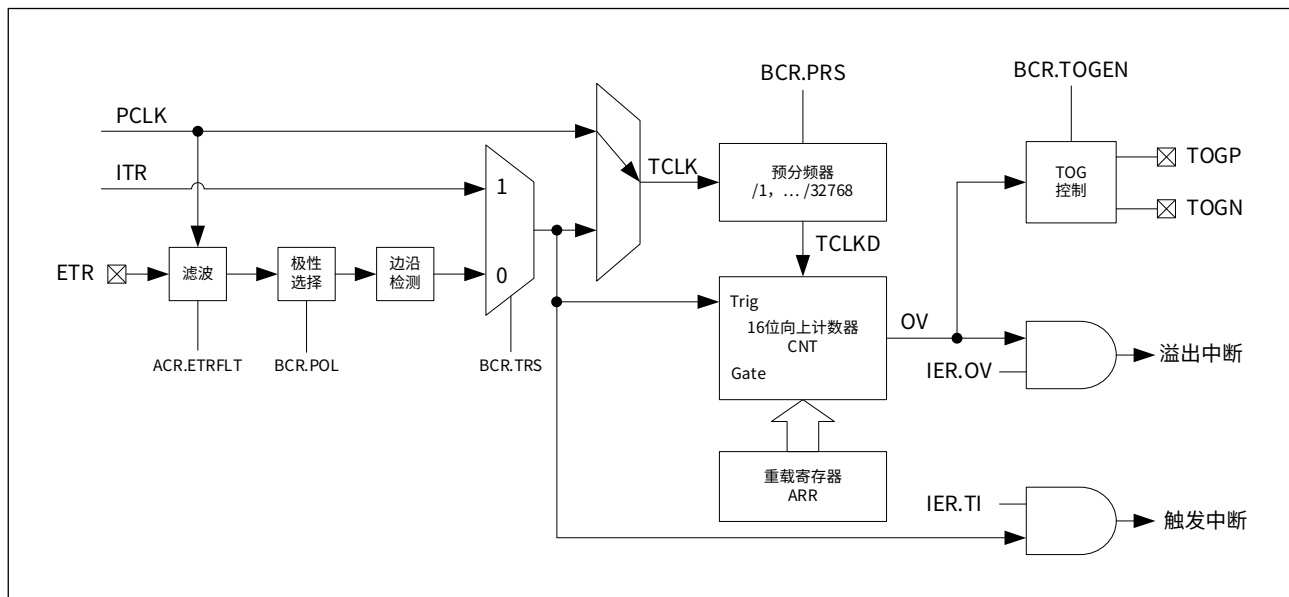 BCR.PRS
BCR.TOGEN
PCLK
ITR
1
TCLK
预分频器
/1，… /32768
TOG
控制
TOGP
TOGN
ETR
滤波
极性
选择
边沿
检测
0
TCLKD
Trig
16位向上计数器
CNT
Gate
OV
IER.OV
溢出中断
ACR.ETRFLT
BCR.POL
BCR.TRS
重载寄存器
ARR
IER.TI
触发中断